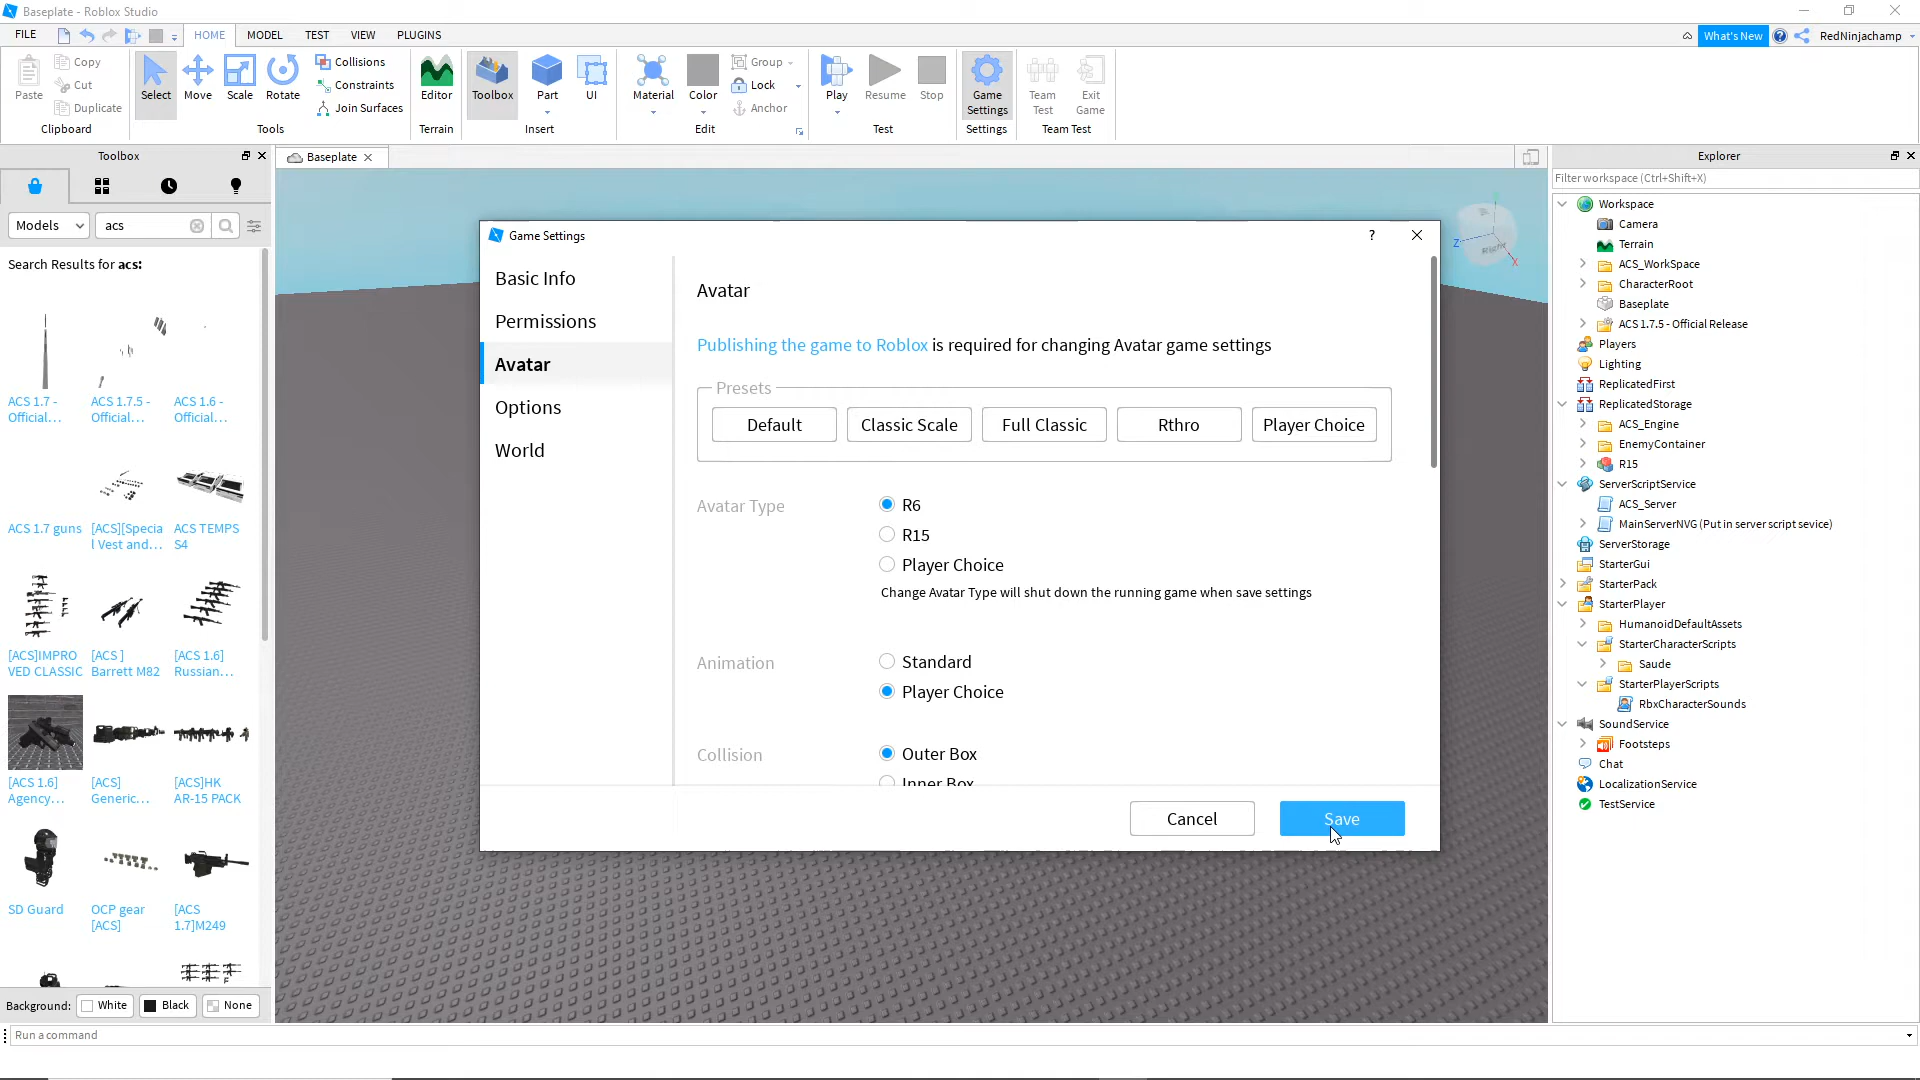 Baseplate - Roblox Studio
FILE HOME MODEL TEST VIEW PLUGINS What's New RedNinjachamp
Paste Copy Cut Duplicate
Clipboard
Select Move Scale Rotate Collisions Constraints Join Surfaces
Tools
Editor
Terrain
Toolbox Part UI
Insert
Material Color Group Lock Anchor
Edit
Play Resume Stop
Test
Game Settings
Settings
Team Test Exit Game
Team Test
Toolbox
Models acs
Search Results for acs:
ACS 1.7 - Official...
ACS 1.7.5 - Official...
ACS 1.6 - Official...
ACS 1.7 guns
[ACS][Specia l Vest and...
ACS TEMPS S4
[ACS]IMPRO VED CLASSIC
[ACS ] Barrett M82
[ACS 1.6] Russian...
[ACS 1.6] Agency...
[ACS] Generic...
[ACS]HK AR-15 PACK
SD Guard
OCP gear [ACS]
[ACS 1.7]M249
Background: White Black None
Run a command
Baseplate
Right
Z
X
Game Settings
?
Basic Info
Permissions
Avatar
Options
World
Avatar
Publishing the game to Roblox is required for changing Avatar game settings
Presets
Default Classic Scale Full Classic Rthro Player Choice
Avatar Type
R6
R15
Player Choice
Change Avatar Type will shut down the running game when save settings
Animation
Standard
Player Choice
Collision
Outer Box
Inner Box
Cancel Save
Explorer
Filter workspace (Ctrl+Shift+X)
Workspace
Camera
Terrain
ACS_WorkSpace
CharacterRoot
Baseplate
ACS 1.7.5 - Official Release
Players
Lighting
ReplicatedFirst
ReplicatedStorage
ACS_Engine
EnemyContainer
R15
ServerScriptService
ACS_Server
MainServerNVG (Put in server script sevice)
ServerStorage
StarterGui
StarterPack
StarterPlayer
HumanoidDefaultAssets
StarterCharacterScripts
Saude
StarterPlayerScripts
RbxCharacterSounds
SoundService
Footsteps
Chat
LocalizationService
TestService